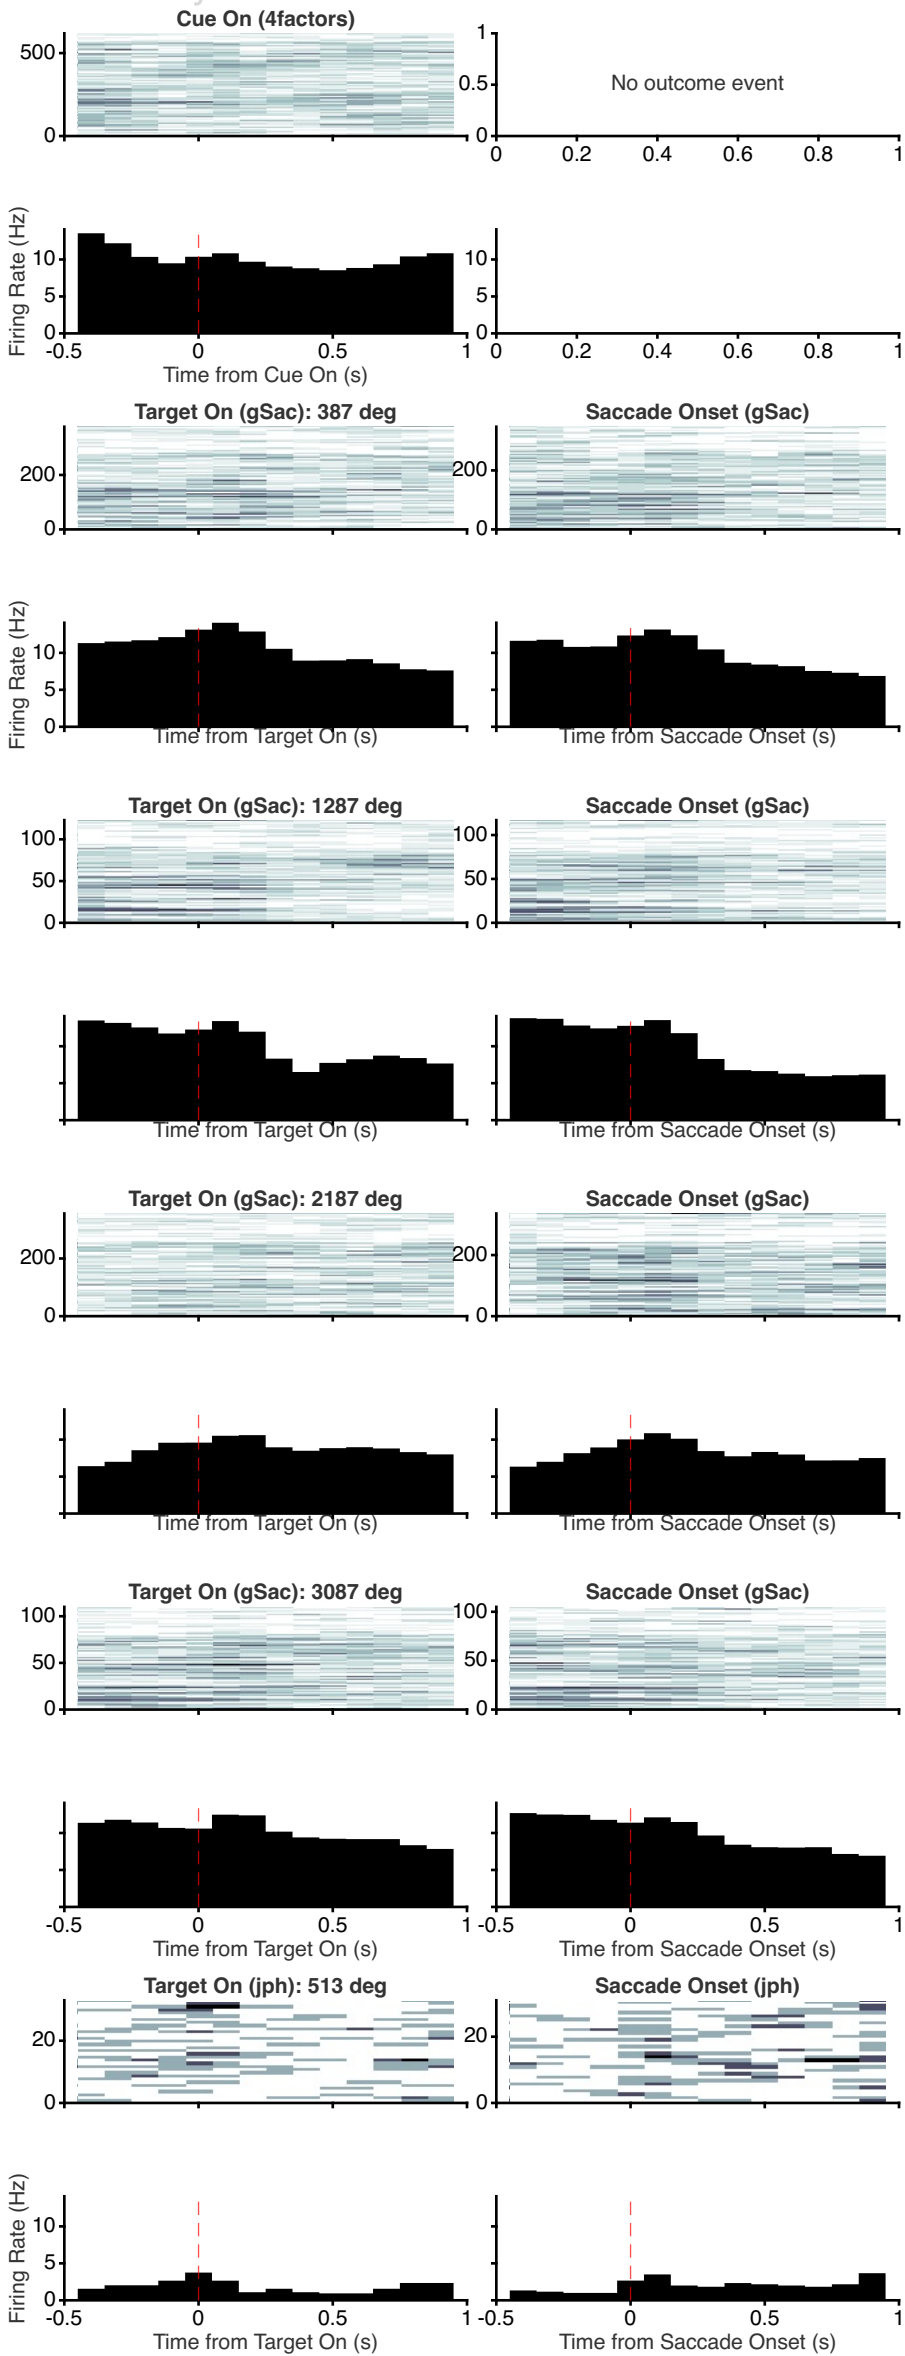 Cue On (4factors)
500
0
1
0.5
0
No outcome event
0 0.2 0.4 0.6 0.8 1
Firing Rate (Hz)
10
5
0
-0.5 0 0.5 1
Time from Cue On (s)
10
5
0
0 0.2 0.4 0.6 0.8 1
Target On (gSac): 387 deg
200
0
Saccade Onset (gSac)
200
0
Firing Rate (Hz)
10
5
0
Time from Target On (s)
Time from Saccade Onset (s)
Target On (gSac): 1287 deg
100
50
0
Saccade Onset (gSac)
100
50
0
Time from Target On (s)
Time from Saccade Onset (s)
Target On (gSac): 2187 deg
200
0
Saccade Onset (gSac)
200
0
Time from Target On (s)
Time from Saccade Onset (s)
Target On (gSac): 3087 deg
100
50
0
Saccade Onset (gSac)
100
50
0
-0.5 0 0.5 1
Time from Target On (s)
-0.5 0 0.5 1
Time from Saccade Onset (s)
Target On (jph): 513 deg
20
0
Saccade Onset (jph)
20
0
Firing Rate (Hz)
10
5
0
-0.5 0 0.5 1
Time from Target On (s)
-0.5 0 0.5 1
Time from Saccade Onset (s)